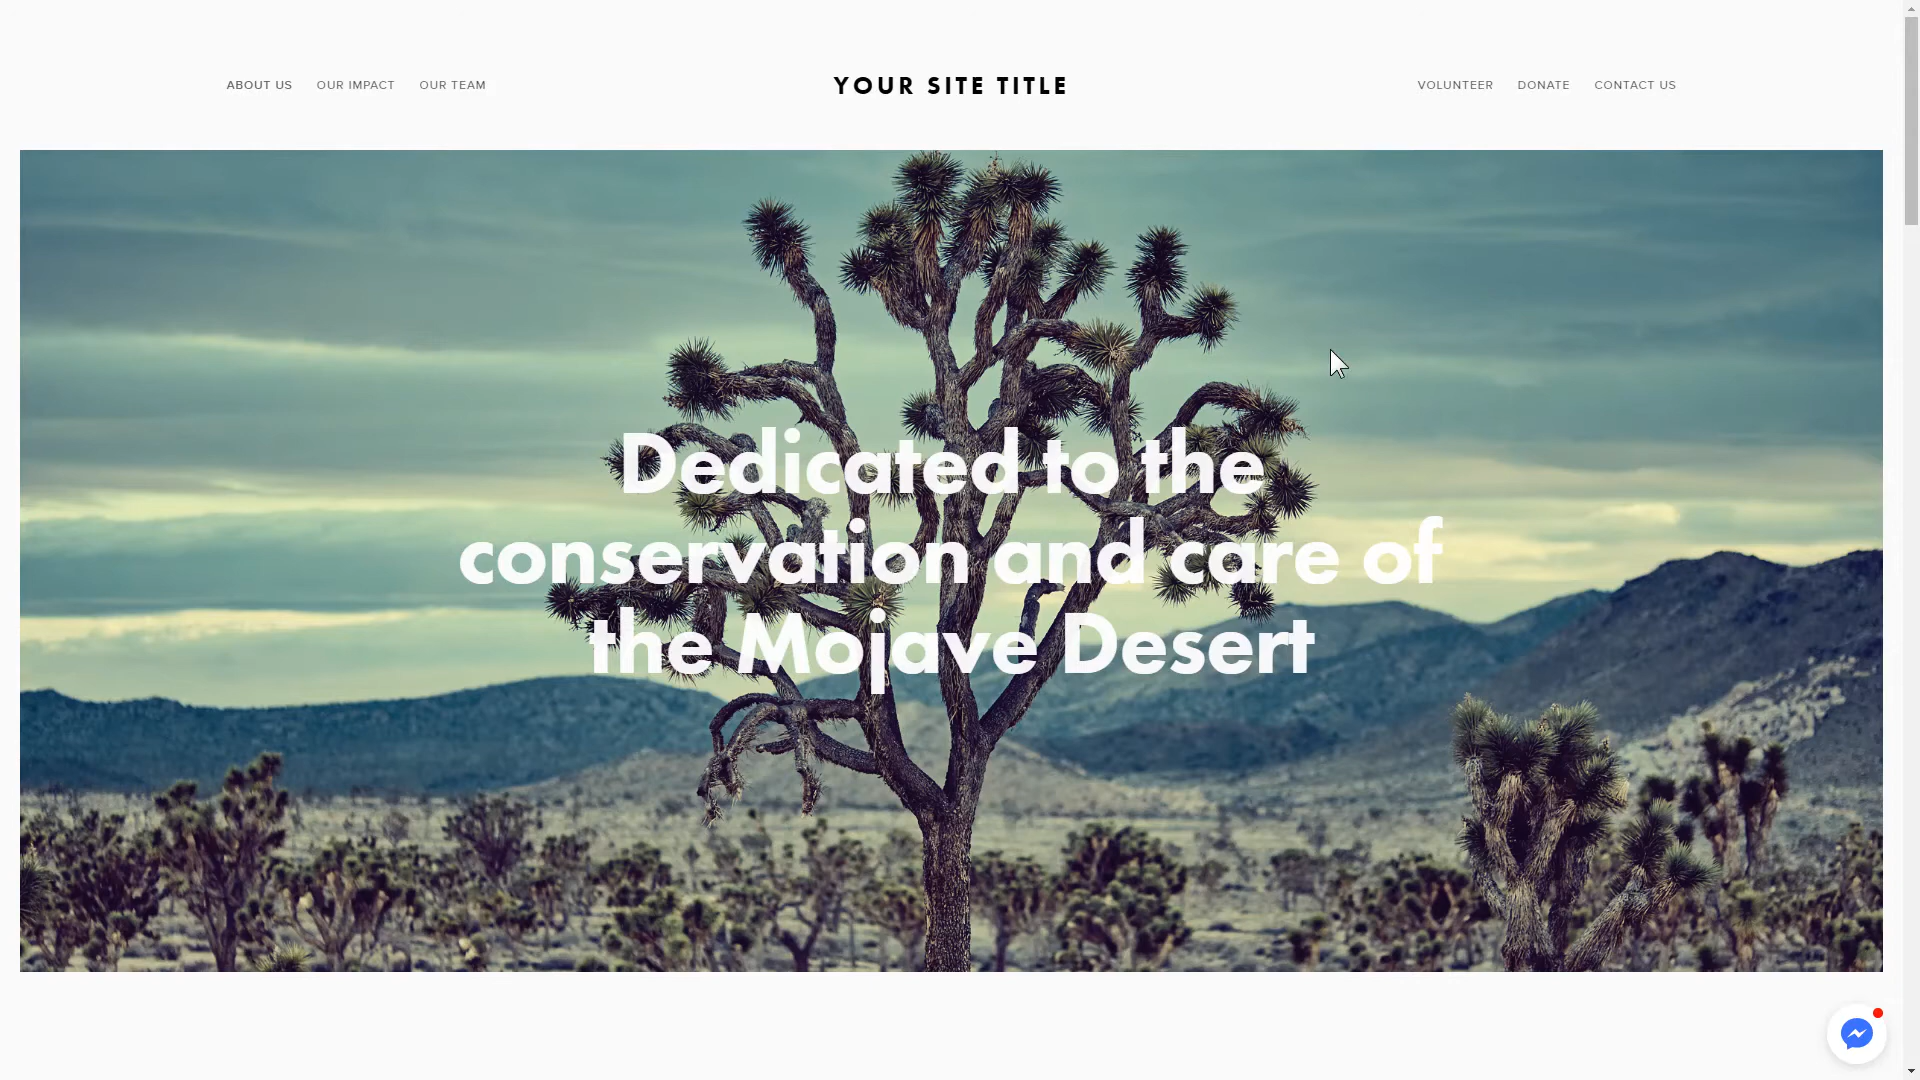 ABOUT US OUR IMPACT OUR TEAM YOUR SITE TITLE VOLUNTEER DONATE CONTACT US
Dedicated to the
conservation and care of
the Mojave Desert